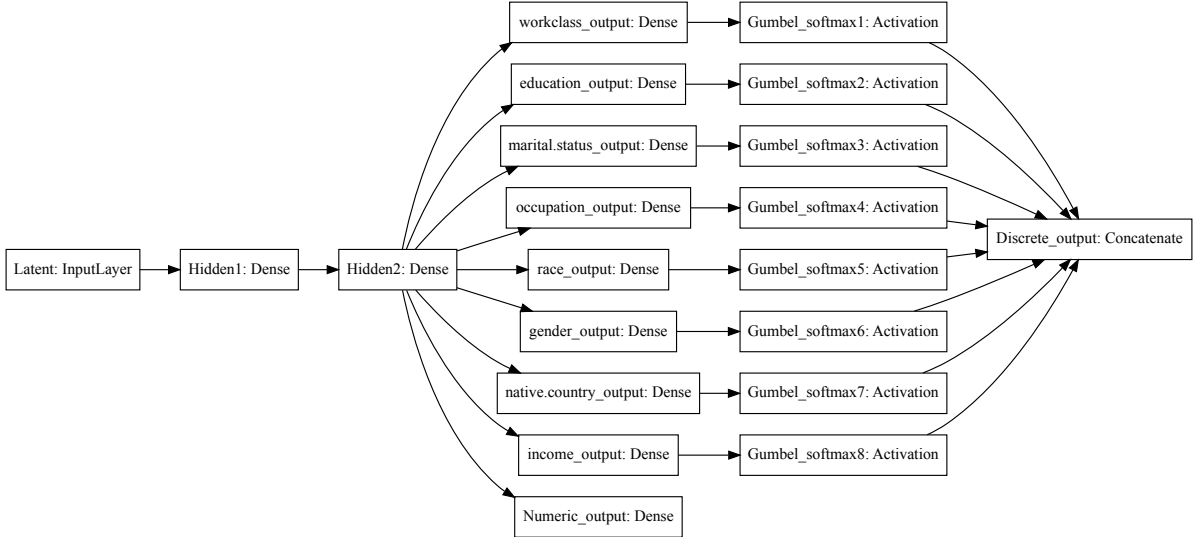 workclass_output: Dense
Gumbel_softmax1: Activation
education_output: Dense
Gumbel_softmax2: Activation
marital.status_output: Dense
Gumbel_softmax3: Activation
occupation_output: Dense
Gumbel_softmax4: Activation
Discrete_output: Concatenate
Latent: InputLayer
Hidden1: Dense
Hidden2: Dense
race_output: Dense
Gumbel_softmax5: Activation
gender_output: Dense
Gumbel_softmax6: Activation
native.country_output: Dense
Gumbel_softmax7: Activation
income_output: Dense
Gumbel_softmax8: Activation
Numeric_output: Dense